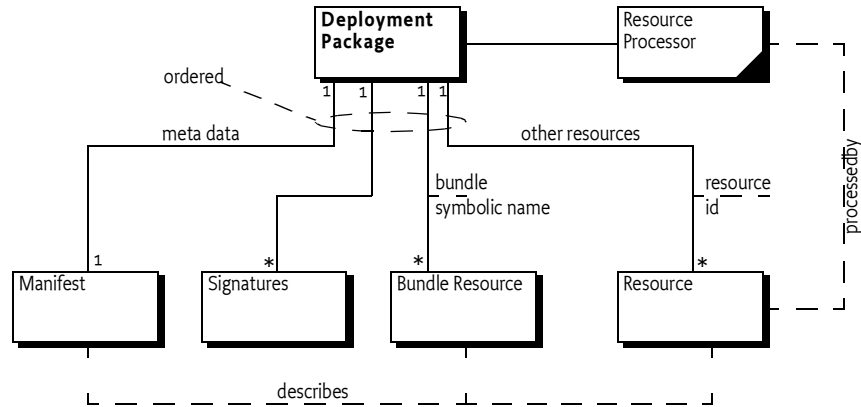 Deployment
Package
Resource
Processor
ordered
1
1
1
1
meta data
other resources
processedby
bundle
symbolic name
resource
id
1
*
*
*
Manifest
Signatures
Bundle Resource
Resource
describes